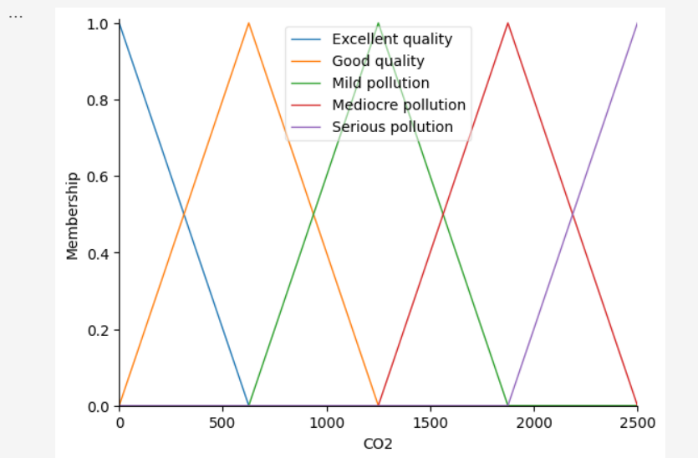 ...
1.0
0.8
0.6
0.4
0.2
0.0
Membership
Excellent quality
Good quality
Mild pollution
Mediocre pollution
Serious pollution
0 500 1000 1500 2000 2500
CO2